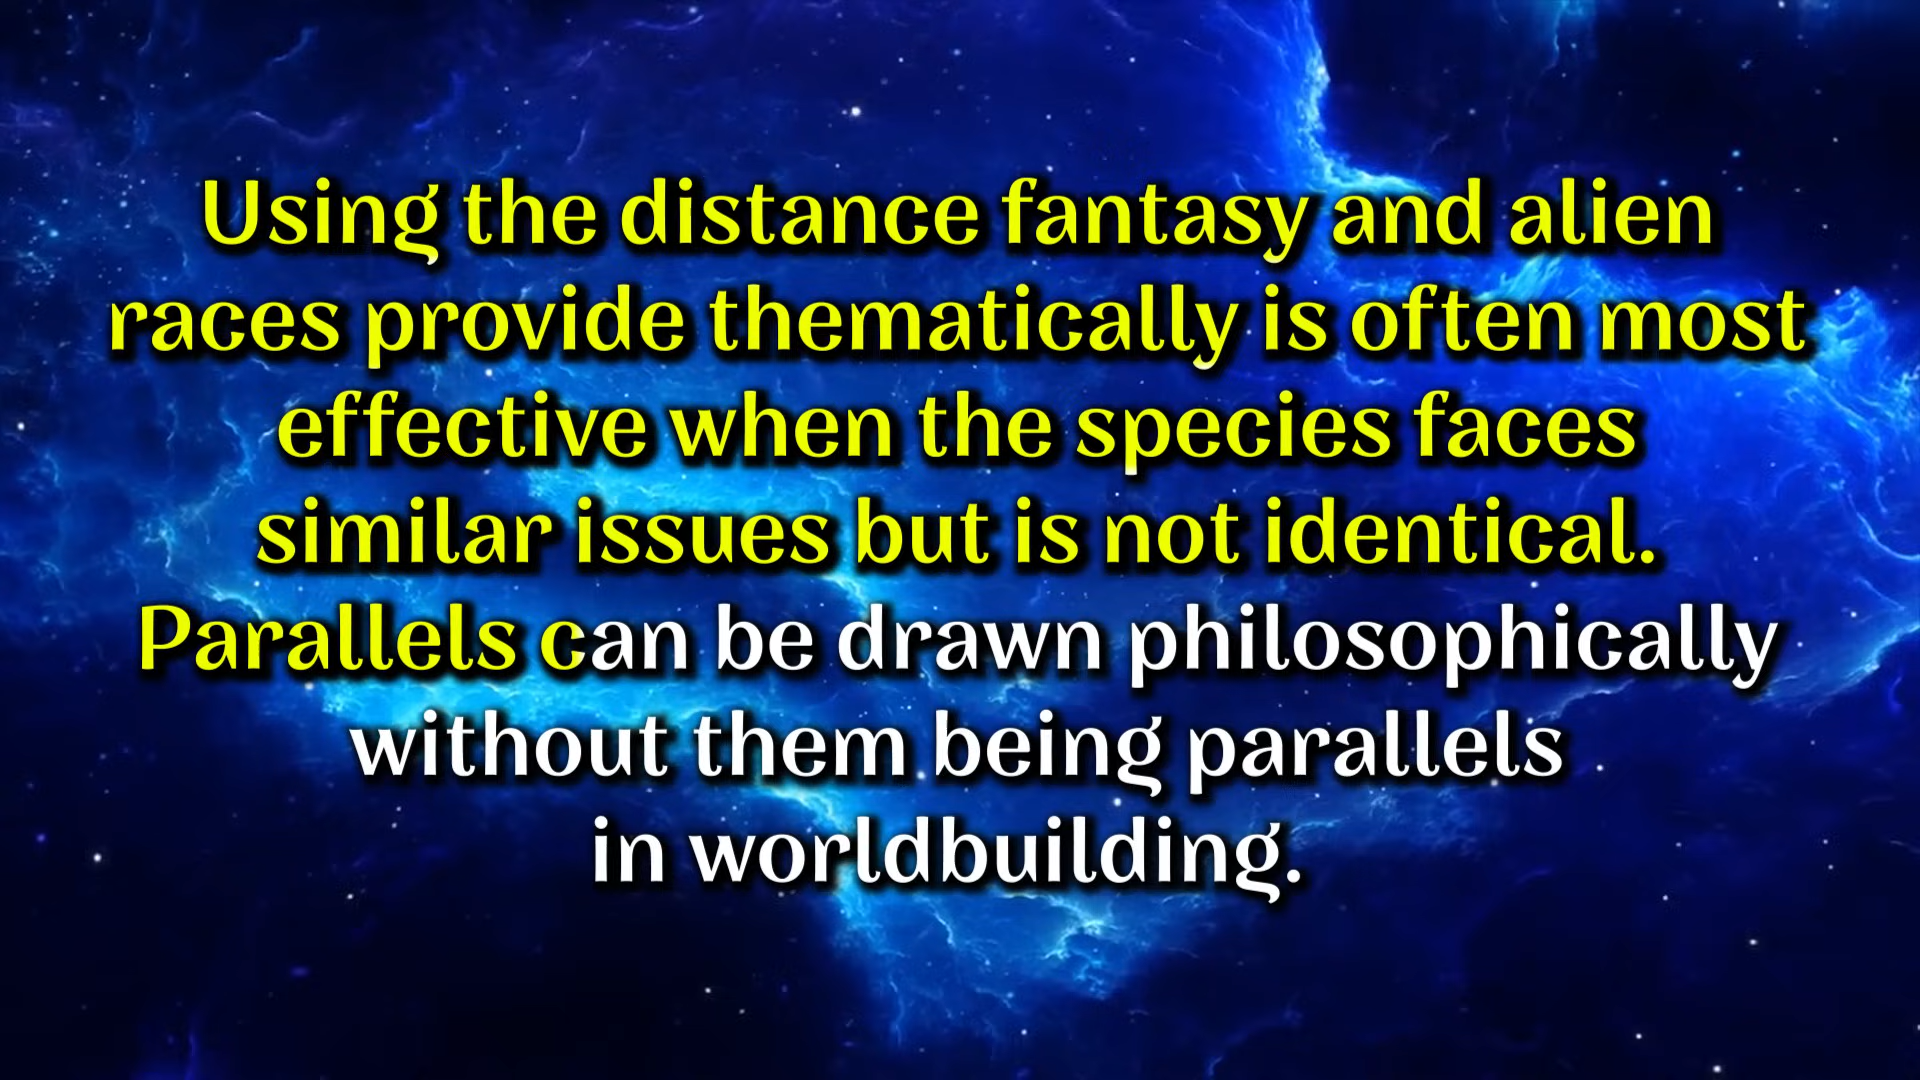 Using the distance fantasy and alien
races provide thematically is often most
effective when the species faces
similar issues but is not identical.
Parallels can be drawn philosophically
without them being parallels
in worldbuilding.